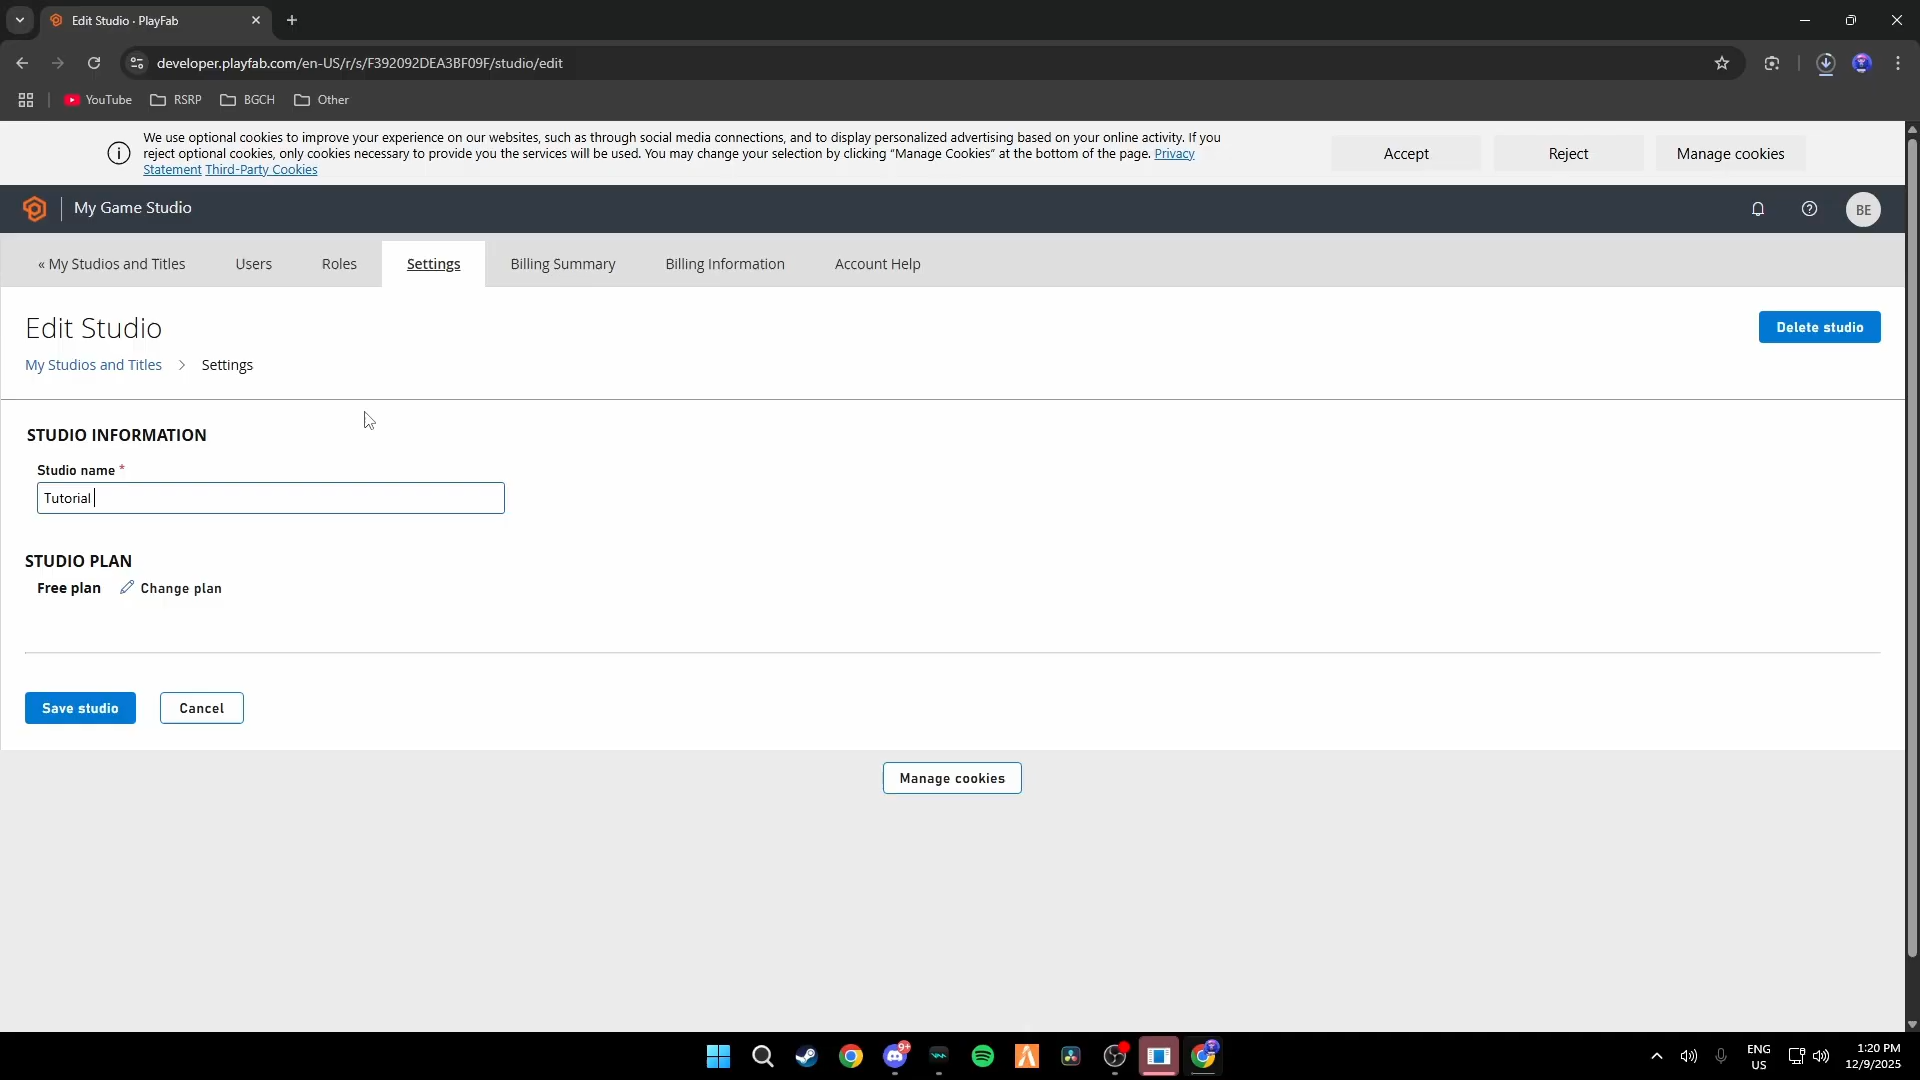 Edit Studio · PlayFab
developer.playfab.com/en-US/r/s/F392092DEA3BF09F/studio/edit
YouTube
RSRP
BGCH
Other
We use optional cookies to improve your experience on our websites, such as through social media connections, and to display personalized advertising based on your online activity. If you
reject optional cookies, only cookies necessary to provide you the services will be used. You may change your selection by clicking “Manage Cookies” at the bottom of the page. Privacy
Statement Third-Party Cookies
Accept
Reject
Manage cookies
My Game Studio
BE
« My Studios and Titles
Users
Roles
Settings
Billing Summary
Billing Information
Account Help
Edit Studio
Delete studio
My Studios and Titles > Settings
STUDIO INFORMATION
Studio name *
Tutorial
STUDIO PLAN
Free plan
Change plan
Save studio
Cancel
Manage cookies
9+
ENG
US
1:20 PM
12/9/2025